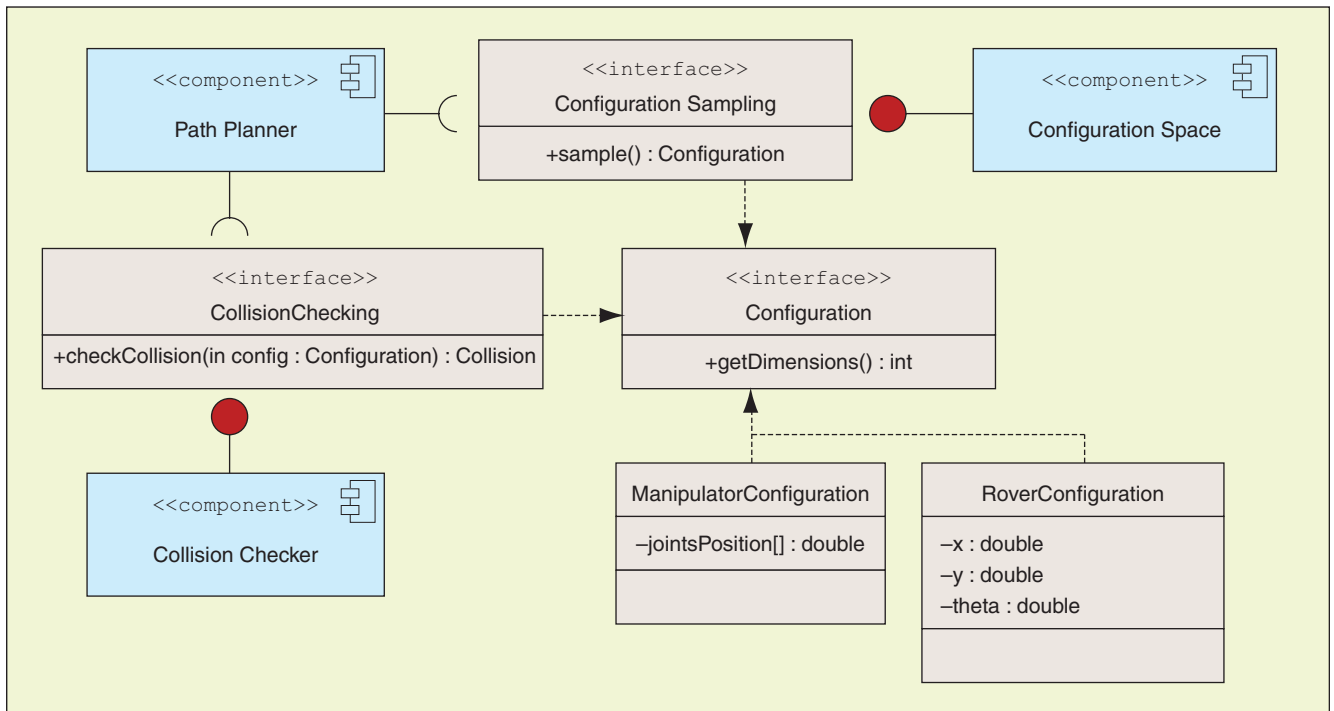 <<component>>
Path Planner
<<interface>>
Configuration Sampling
+sample() : Configuration
<<component>>
Configuration Space
<<interface>>
CollisionChecking
+checkCollision(in config : Configuration) : Collision
<<interface>>
Configuration
+getDimensions() : int
<<component>>
Collision Checker
ManipulatorConfiguration
–jointsPosition[] : double
RoverConfiguration
–x : double
–y : double
–theta : double